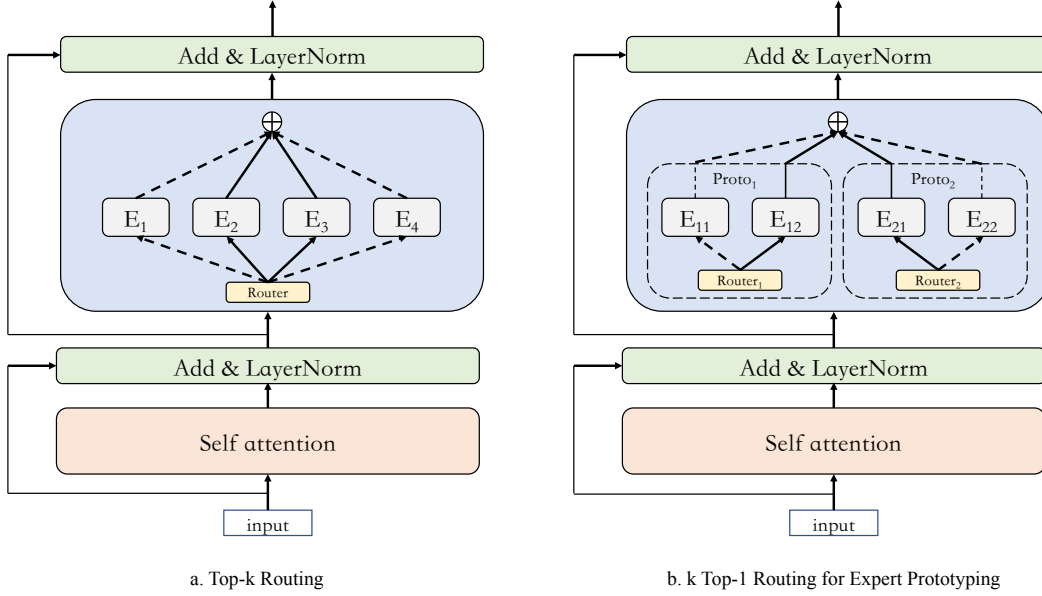 Add & LayerNorm
E₁ E₂ E₃ E₄
Router
Add & LayerNorm
Self attention
input
a. Top-k Routing
Add & LayerNorm
Proto₁ Proto₂
E₁₁ E₁₂ E₂₁ E₂₂
Router₁ Router₂
Add & LayerNorm
Self attention
input
b. k Top-1 Routing for Expert Prototyping